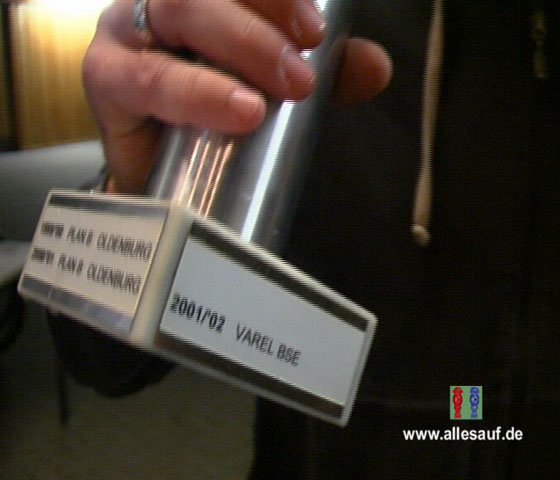 PLAN B OLDENBURG
PLAN B OLDENBURG
2001/02 VAREL BSE
www.allesauf.de